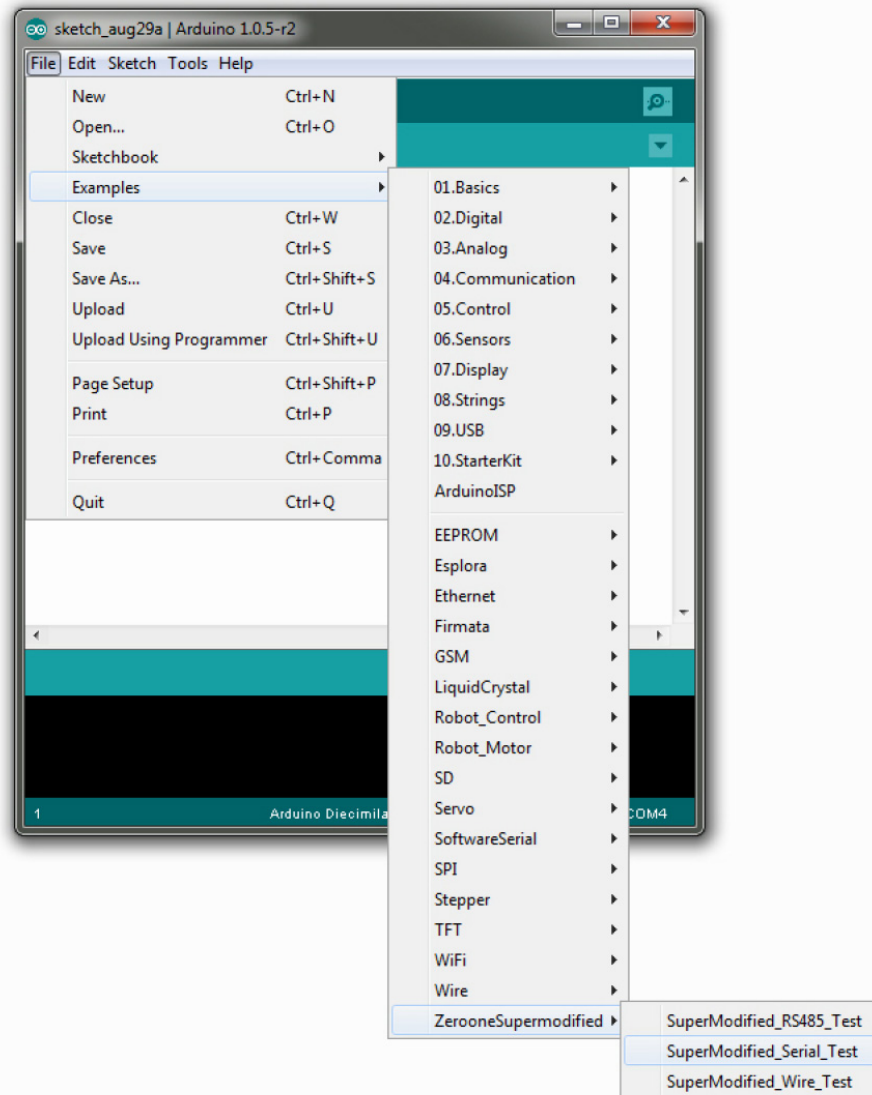 sketch_aug29a | Arduino 1.0.5-r2
File Edit Sketch Tools Help
New Ctrl+N
Open... Ctrl+O
Sketchbook
Examples
Close Ctrl+W
Save Ctrl+S
Save As... Ctrl+Shift+S
Upload Ctrl+U
Upload Using Programmer Ctrl+Shift+U
Page Setup Ctrl+Shift+P
Print Ctrl+P
Preferences Ctrl+Comma
Quit Ctrl+Q
01.Basics
02.Digital
03.Analog
04.Communication
05.Control
06.Sensors
07.Display
08.Strings
09.USB
10.StarterKit
ArduinoISP
EEPROM
Esplora
Ethernet
Firmata
GSM
LiquidCrystal
Robot_Control
Robot_Motor
SD
Servo
SoftwareSerial
SPI
Stepper
TFT
WiFi
Wire
ZerooneSupermodified
SuperModified_RS485_Test
SuperModified_Serial_Test
SuperModified_Wire_Test
1 Arduino Diecimila COM4